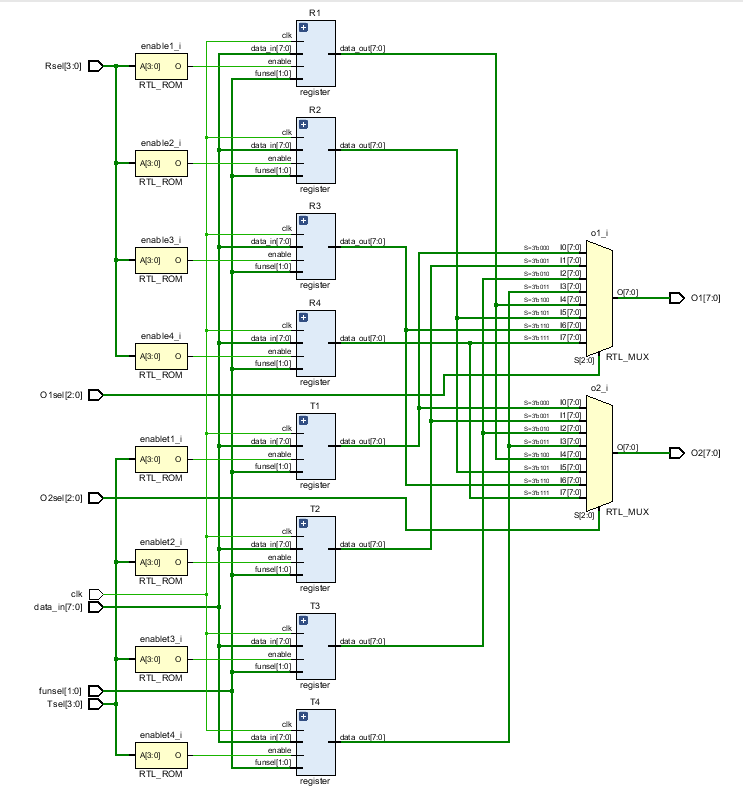 R1
enable1_i
clk
data_in[7:0]
data_out[7:0]
Rsel[3:0]
A[3:0] O
enable
funsel[1:0]
RTL_ROM
register
R2
enable2_i
clk
data_in[7:0]
data_out[7:0]
A[3:0] O
enable
funsel[1:0]
RTL_ROM
register
R3
enable3_i
clk
data_in[7:0]
data_out[7:0]
A[3:0] O
enable
funsel[1:0]
RTL_ROM
register
o1_i
S=3'b000 I0[7:0]
S=3'b001 I1[7:0]
S=3'b010 I2[7:0]
S=3'b011 I3[7:0]
S=3'b100 I4[7:0]
S=3'b101 I5[7:0]
S=3'b110 I6[7:0]
S=3'b111 I7[7:0]
O[7:0]
O1[7:0]
S[2:0]
RTL_MUX
R4
enable4_i
clk
data_in[7:0]
data_out[7:0]
A[3:0] O
enable
funsel[1:0]
RTL_ROM
register
O1sel[2:0]
o2_i
S=3'b000 I0[7:0]
S=3'b001 I1[7:0]
S=3'b010 I2[7:0]
S=3'b011 I3[7:0]
S=3'b100 I4[7:0]
S=3'b101 I5[7:0]
S=3'b110 I6[7:0]
S=3'b111 I7[7:0]
O[7:0]
O2[7:0]
S[2:0]
RTL_MUX
T1
enablet1_i
clk
data_in[7:0]
data_out[7:0]
A[3:0] O
enable
funsel[1:0]
RTL_ROM
register
O2sel[2:0]
T2
enablet2_i
clk
data_in[7:0]
data_out[7:0]
A[3:0] O
enable
funsel[1:0]
RTL_ROM
register
clk
data_in[7:0]
T3
enablet3_i
clk
data_in[7:0]
data_out[7:0]
A[3:0] O
enable
funsel[1:0]
RTL_ROM
register
funsel[1:0]
Tsel[3:0]
T4
enablet4_i
clk
data_in[7:0]
data_out[7:0]
A[3:0] O
enable
funsel[1:0]
RTL_ROM
register